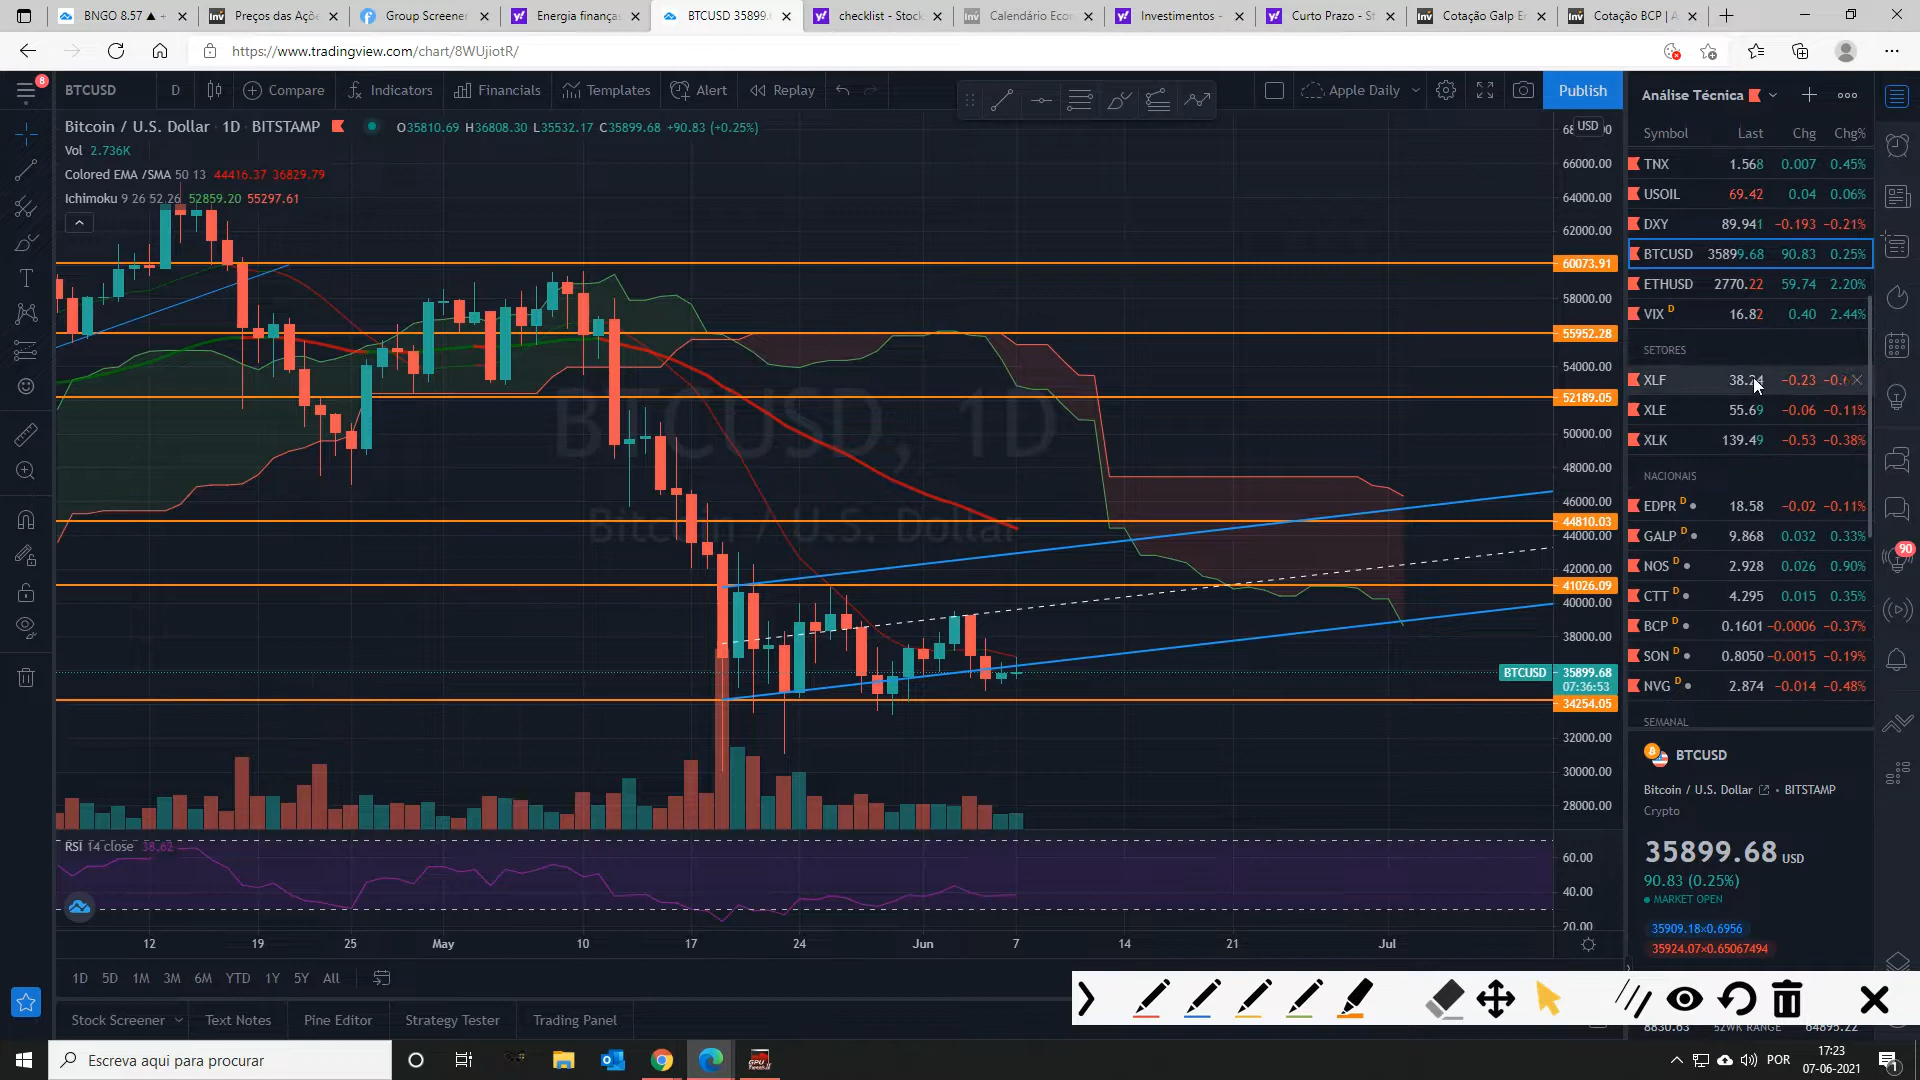 BNGO 8.57 ▲ +
Preços das Açõe
Group Screener
Energia finança
BTCUSD 35899.6
checklist - Stock
Calendário Econ
Investimentos -
Curto Prazo - St
Cotação Galp E
Cotação BCP | A
https://www.tradingview.com/chart/8WUjiotR/
8
BTCUSD
D
Compare
Indicators
Financials
Templates
Alert
Replay
Apple Daily
Publish
Bitcoin / U.S. Dollar 1D BITSTAMP
O35810.69 H36808.30 L35532.17 C35899.68 +90.83 (+0.25%)
Vol 2.736K
Colored EMA /SMA 50 13 44416.37 36829.79
Ichimoku 9 26 52 26 52859.20 55297.61
BTCUSD, 1D
Bitcoin / U.S. Dollar
USD
66000.00
64000.00
62000.00
60073.91
58000.00
55952.28
54000.00
52189.05
50000.00
48000.00
46000.00
44810.03
44000.00
42000.00
41026.09
40000.00
38000.00
BTCUSD 35899.68
07:36:53
34254.05
32000.00
30000.00
28000.00
RSI 14 close 38.62
60.00
40.00
20.00
12 19 25 May 10 17 24 Jun 7 14 21 Jul
1D 5D 1M 3M 6M YTD 1Y 5Y All
Stock Screener
Text Notes
Pine Editor
Strategy Tester
Trading Panel
Análise Técnica
Symbol Last Chg Chg%
TNX 1.568 0.007 0.45%
USOIL 69.42 0.04 0.06%
DXY 89.941 −0.193 −0.21%
BTCUSD 35899.68 90.83 0.25%
ETHUSD 2770.22 59.74 2.20%
VIX D 16.82 0.40 2.44%
SETORES
XLF 38.24 −0.23
XLE 55.69 −0.06 −0.11%
XLK 139.49 −0.53 −0.38%
NACIONAIS
EDPR D 18.58 −0.02 −0.11%
GALP D 9.868 0.032 0.33%
NOS D 2.928 0.026 0.90%
CTT D 4.295 0.015 0.35%
BCP D 0.1601 −0.0006 −0.37%
SON D 0.8050 −0.0015 −0.19%
NVG D 2.874 −0.014 −0.48%
SEMANAL
BTCUSD
Bitcoin / U.S. Dollar • BITSTAMP
Crypto
35899.68 USD
90.83 (0.25%)
MARKET OPEN
35909.18×0.6956
35924.07×0.65067494
8830.63 52WK RANGE 64895.22
90
Escreva aqui para procurar
POR
17:23
07-06-2021
1